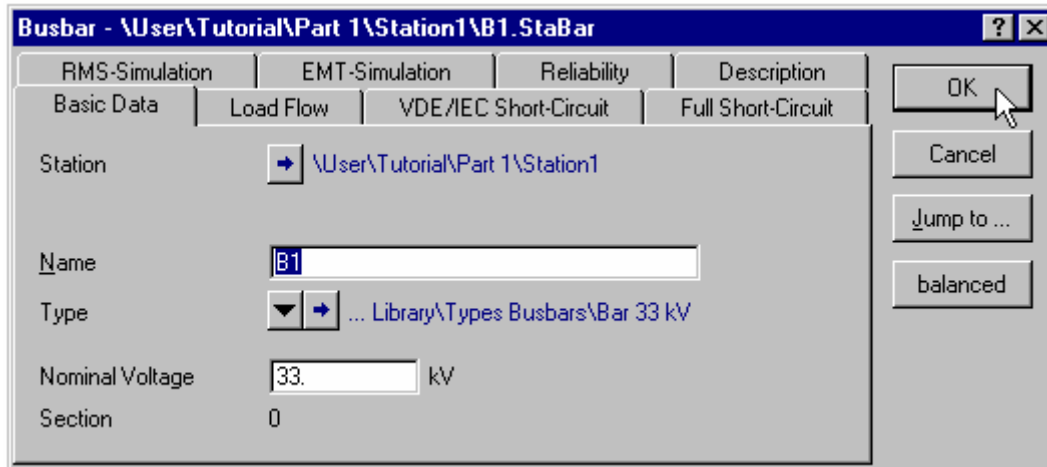 Busbar - \User\Tutorial\Part 1\Station1\B1.StaBar ? ×
RMS-Simulation EMT-Simulation Reliability Description
Basic Data Load Flow VDE/IEC Short-Circuit Full Short-Circuit
OK
Station \User\Tutorial\Part 1\Station1
Cancel
Jump to ...
Name B1
balanced
Type ... Library\Types Busbars\Bar 33 kV
Nominal Voltage 33. kV
Section 0